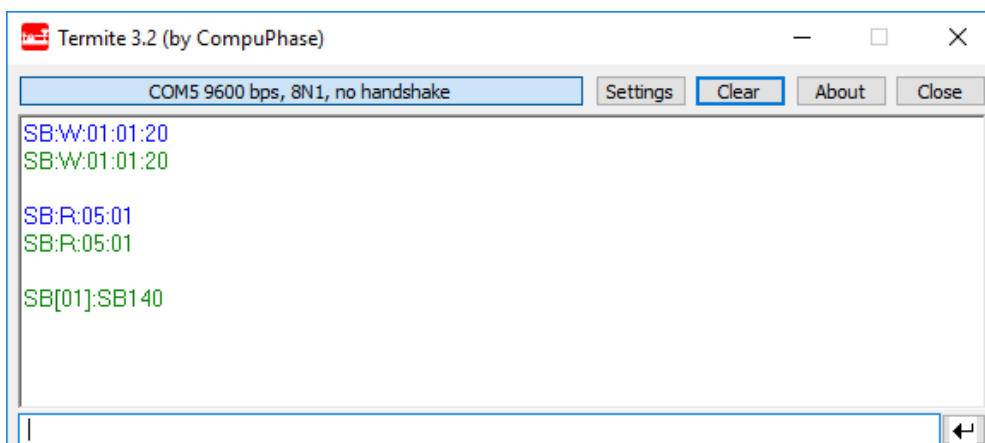 Termite 3.2 (by CompuPhase)
COM5 9600 bps, 8N1, no handshake Settings Clear About Close
SB:W:01:01:20
SB:W:01:01:20
SB:R:05:01
SB:R:05:01
SB[01]:SB140